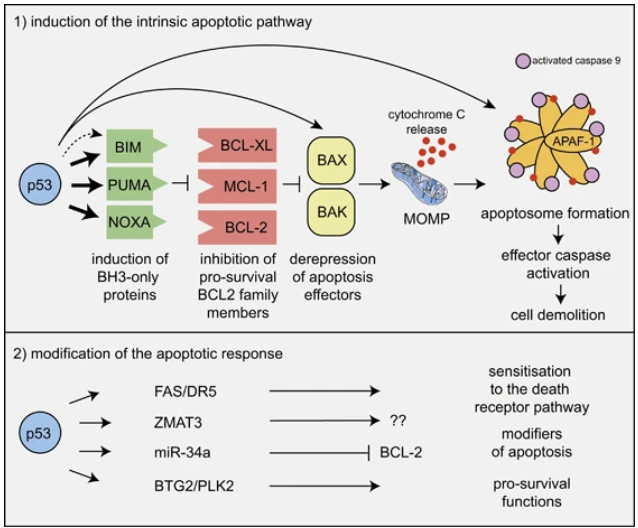 1) induction of the intrinsic apoptotic pathway
activated caspase 9
cytochrome C
release
p53
BIM
PUMA
NOXA
BCL-XL
MCL-1
BCL-2
BAX
BAK
MOMP
APAF-1
induction of
BH3-only
proteins
inhibition of
pro-survival
BCL2 family
members
derepression
of apoptosis
effectors
apoptosome formation
effector caspase
activation
cell demolition
2) modification of the apoptotic response
p53
FAS/DR5
sensitisation
to the death
receptor pathway
ZMAT3
??
miR-34a
BCL-2
modifiers
of apoptosis
BTG2/PLK2
pro-survival
functions